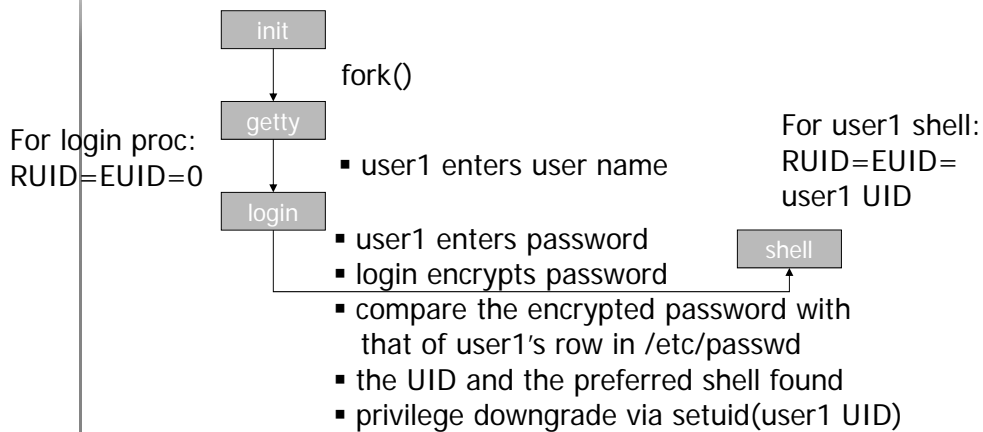 init
fork()
getty
For login proc:
RUID=EUID=0
For user1 shell:
RUID=EUID=
user1 UID
▪ user1 enters user name
login
▪ user1 enters password
shell
▪ login encrypts password
▪ compare the encrypted password with
that of user1's row in /etc/passwd
▪ the UID and the preferred shell found
▪ privilege downgrade via setuid(user1 UID)